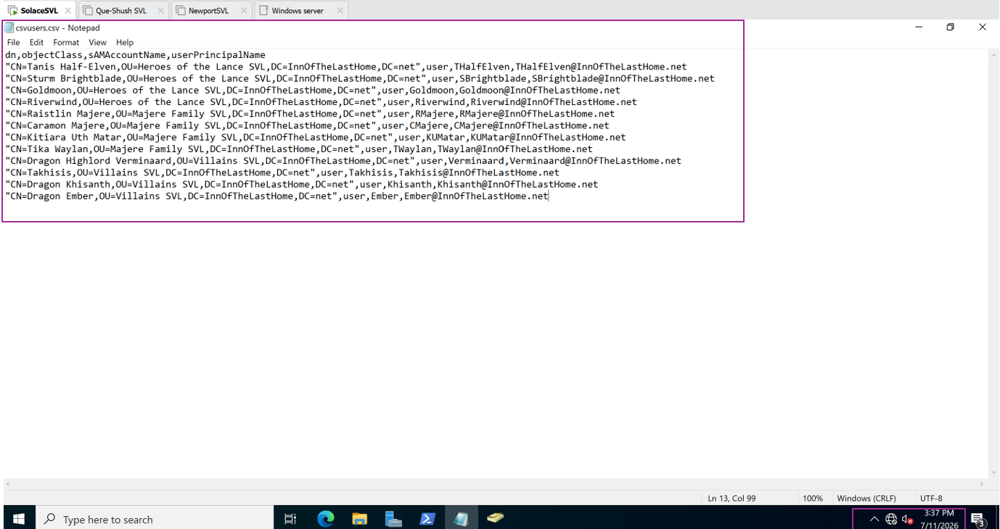 SolaceSVL
Que-Shush SVL
NewportSVL
Windows server
csvusers.csv - Notepad
File Edit Format View Help
dn,objectClass,sAMAccountName,userPrincipalName
"CN=Tanis Half-Elven,OU=Heroes of the Lance SVL,DC=InnOfTheLastHome,DC=net",user,THalfElven,THalfElven@InnOfTheLastHome.net
"CN=Sturm Brightblade,OU=Heroes of the Lance SVL,DC=InnOfTheLastHome,DC=net",user,SBrightblade,SBrightblade@InnOfTheLastHome.net
"CN=Goldmoon,OU=Heroes of the Lance SVL,DC=InnOfTheLastHome,DC=net",user,Goldmoon,Goldmoon@InnOfTheLastHome.net
"CN=Riverwind,OU=Heroes of the Lance SVL,DC=InnOfTheLastHome,DC=net",user,Riverwind,Riverwind@InnOfTheLastHome.net
"CN=Raistlin Majere,OU=Majere Family SVL,DC=InnOfTheLastHome,DC=net",user,RMajere,RMajere@InnOfTheLastHome.net
"CN=Caramon Majere,OU=Majere Family SVL,DC=InnOfTheLastHome,DC=net",user,CMajere,CMajere@InnOfTheLastHome.net
"CN=Kitiara Uth Matar,OU=Majere Family SVL,DC=InnOfTheLastHome,DC=net",user,KUMatar,KUMatar@InnOfTheLastHome.net
"CN=Tika Waylan,OU=Majere Family SVL,DC=InnOfTheLastHome,DC=net",user,TWaylan,TWaylan@InnOfTheLastHome.net
"CN=Dragon Highlord Verminaard,OU=Villains SVL,DC=InnOfTheLastHome,DC=net",user,Verminaard,Verminaard@InnOfTheLastHome.net
"CN=Takhisis,OU=Villains SVL,DC=InnOfTheLastHome,DC=net",user,Takhisis,Takhisis@InnOfTheLastHome.net
"CN=Dragon Khisanth,OU=Villains SVL,DC=InnOfTheLastHome,DC=net",user,Khisanth,Khisanth@InnOfTheLastHome.net
"CN=Dragon Ember,OU=Villains SVL,DC=InnOfTheLastHome,DC=net",user,Ember,Ember@InnOfTheLastHome.net
Ln 13, Col 99
100%
Windows (CRLF)
UTF-8
Type here to search
3:37 PM
7/11/2026
3